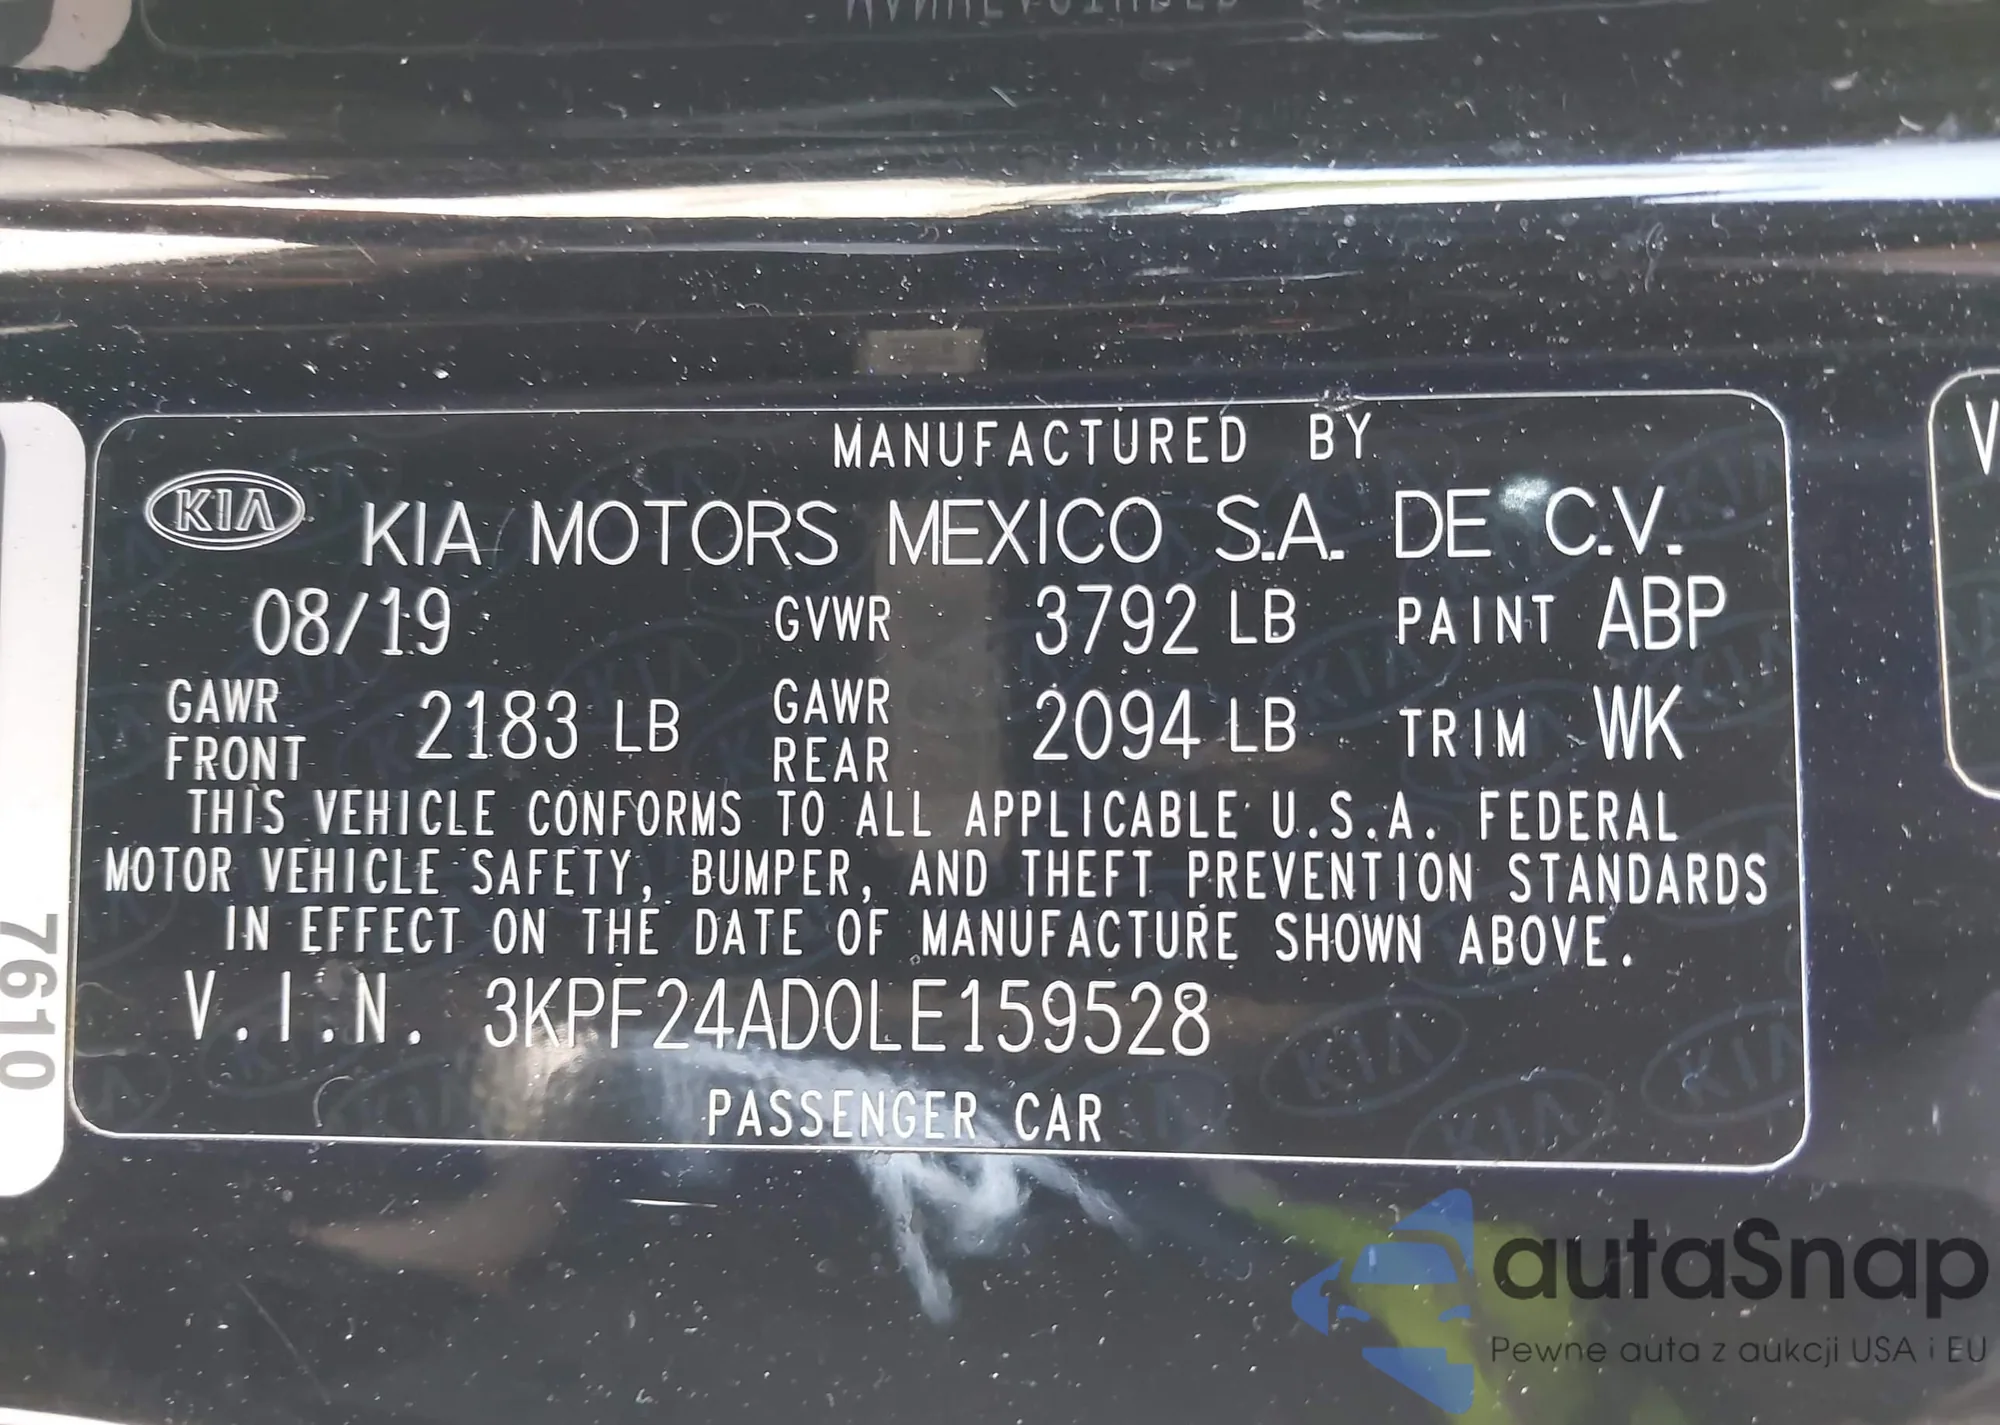 MANUFACTURED BY
KIA
KIA MOTORS MEXICO S.A. DE C.V.
08/19 GVWR 3792 LB PAINT ABP
GAWR FRONT 2183 LB GAWR REAR 2094 LB TRIM WK
THIS VEHICLE CONFORMS TO ALL APPLICABLE U.S.A. FEDERAL
MOTOR VEHICLE SAFETY, BUMPER, AND THEFT PREVENTION STANDARDS
IN EFFECT ON THE DATE OF MANUFACTURE SHOWN ABOVE.
V.I.N. 3KPF24AD0LE159528
PASSENGER CAR
7610
V
autaSnap
Pewne auta z aukcji USA i EU